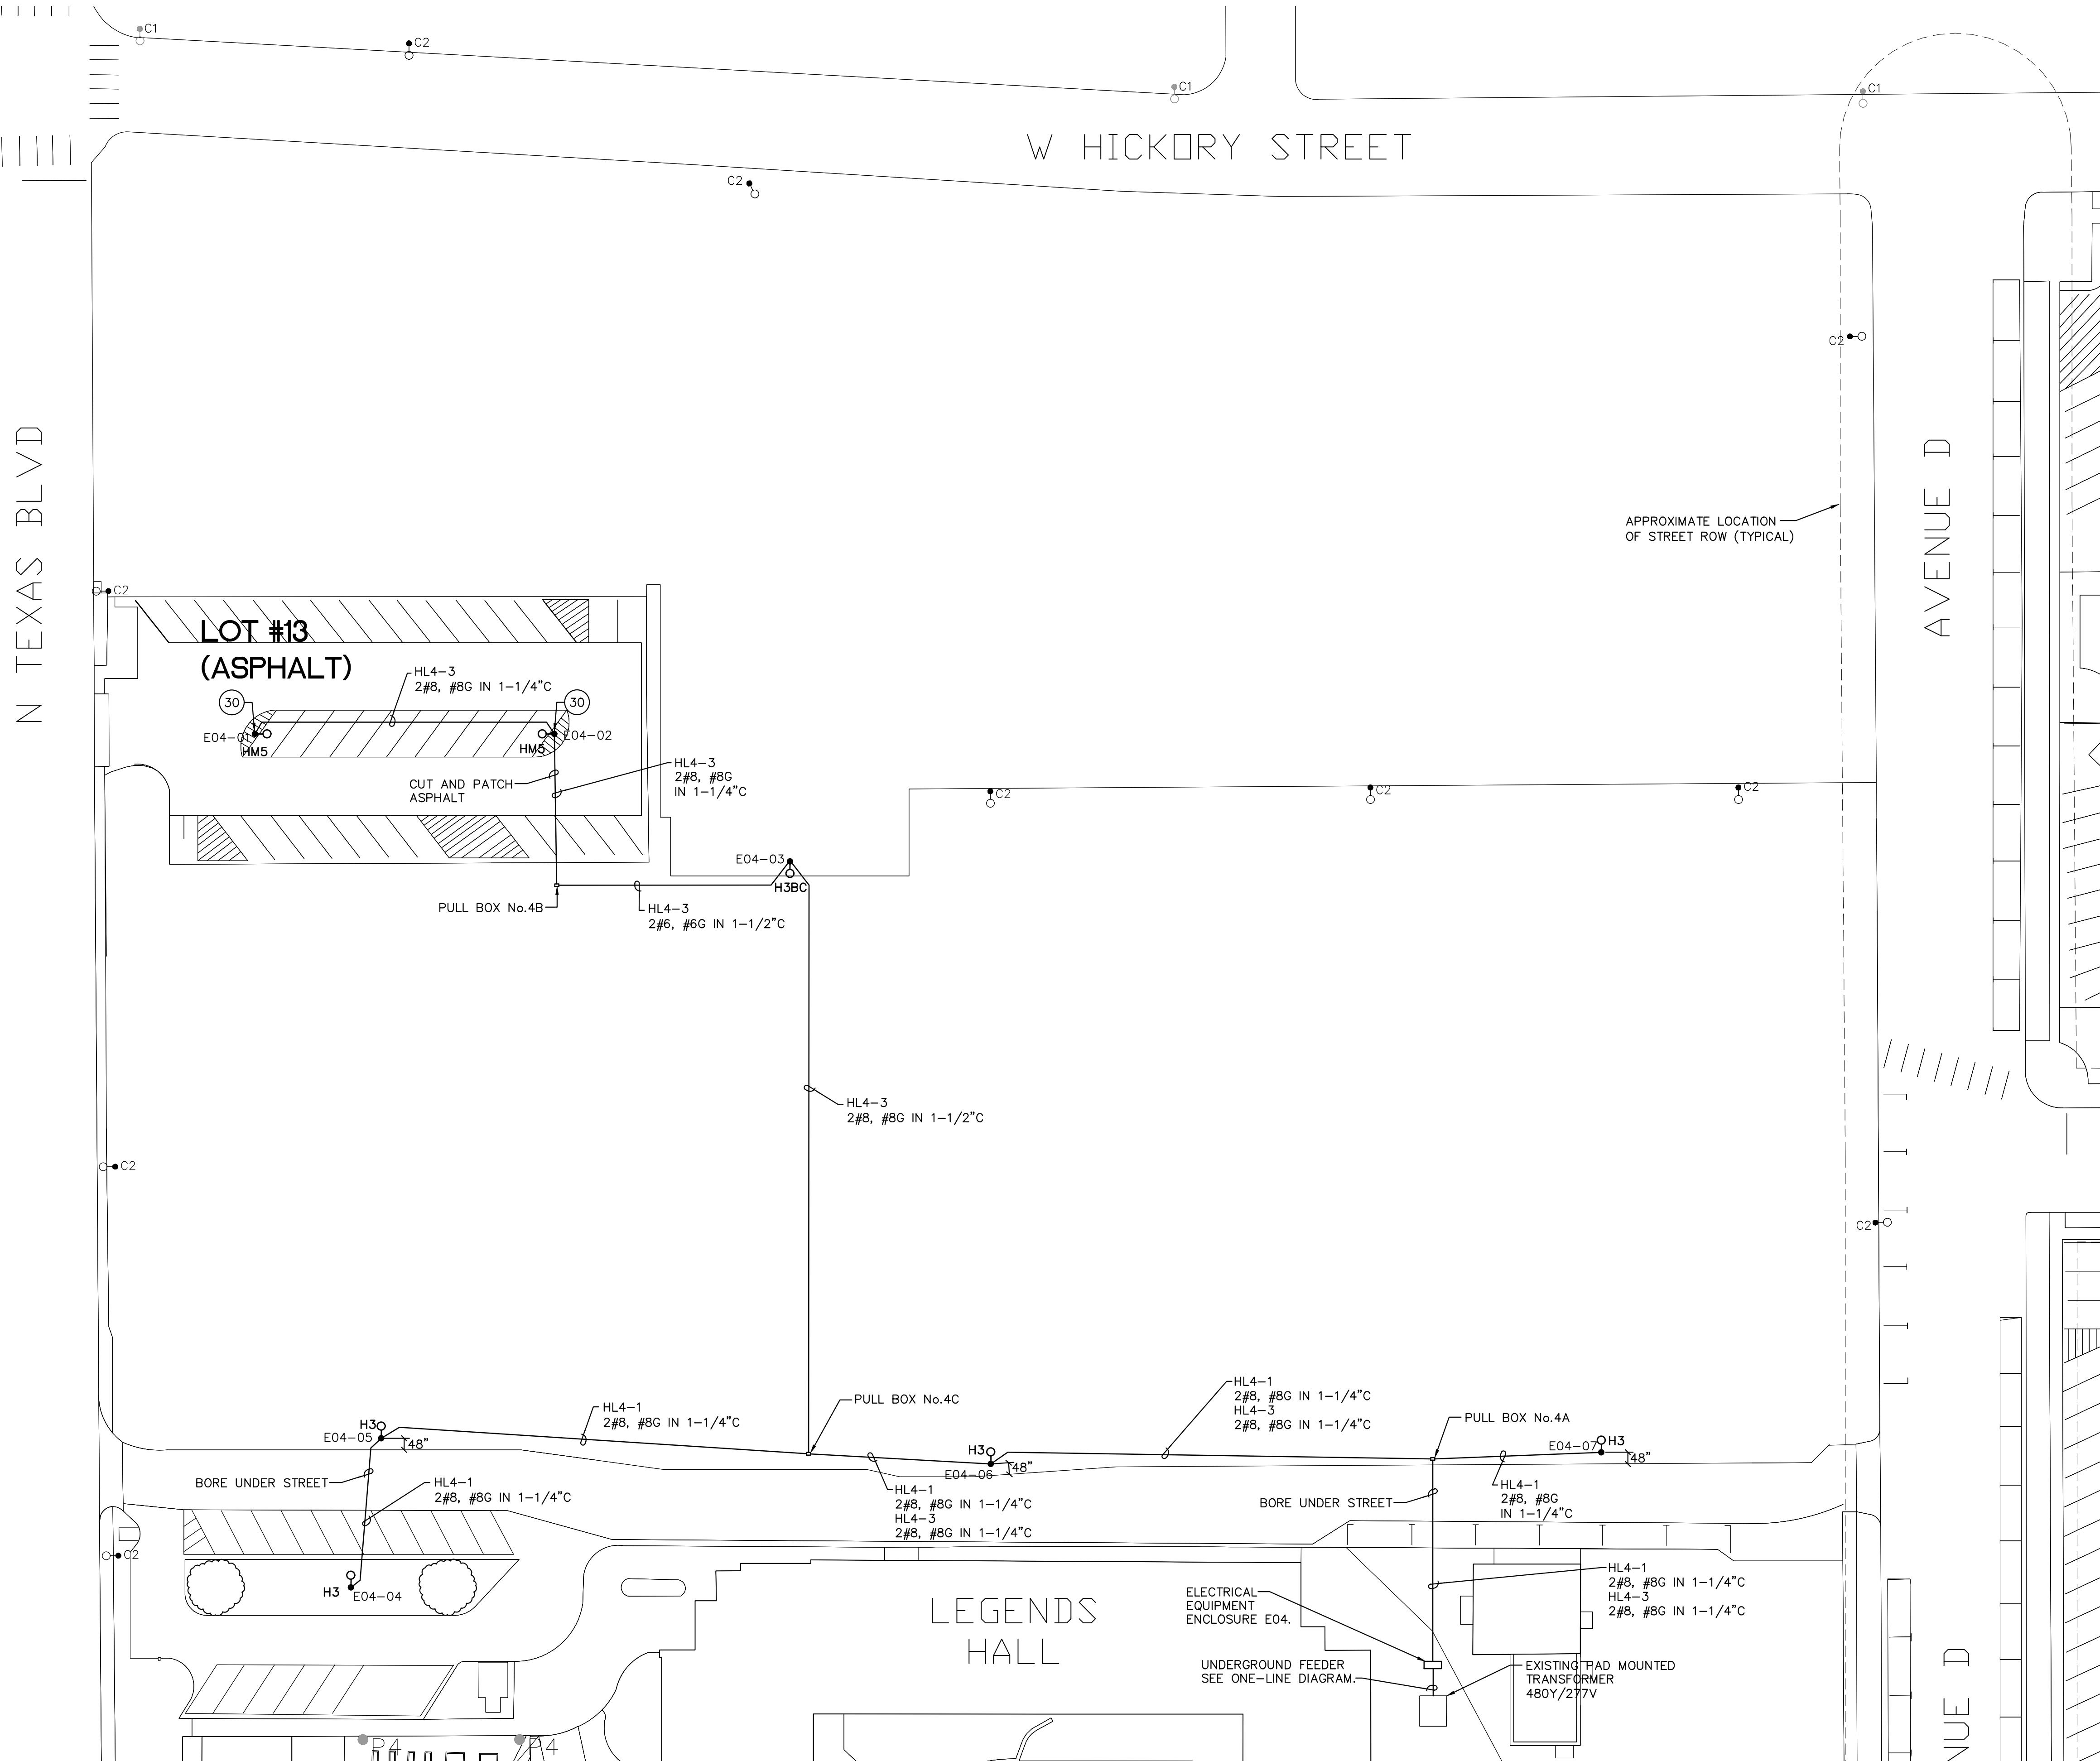 C1
C2
C1
C1
W HICKORY STREET
C2
C2
N TEXAS BLVD
AVENUE D
APPROXIMATE LOCATION
OF STREET ROW (TYPICAL)
C2
LOT #13
(ASPHALT)
HL4-3
2#8, #8G IN 1-1/4"C
30
30
E04-01
HM5
HM5
E04-02
CUT AND PATCH
ASPHALT
HL4-3
2#8, #8G
IN 1-1/4"C
C2
C2
C2
E04-03
H3BC
PULL BOX No.4B
HL4-3
2#6, #6G IN 1-1/2"C
HL4-3
2#8, #8G IN 1-1/2"C
C2
C2
HL4-1
2#8, #8G IN 1-1/4"C
HL4-3
2#8, #8G IN 1-1/4"C
PULL BOX No.4C
HL4-1
2#8, #8G IN 1-1/4"C
PULL BOX No.4A
H3
E04-05
48"
H3
E04-06
48"
E04-07
H3
48"
BORE UNDER STREET
HL4-1
2#8, #8G IN 1-1/4"C
HL4-1
2#8, #8G IN 1-1/4"C
HL4-3
2#8, #8G IN 1-1/4"C
BORE UNDER STREET
HL4-1
2#8, #8G
IN 1-1/4"C
C2
H3
E04-04
LEGENDS
HALL
ELECTRICAL
EQUIPMENT
ENCLOSURE E04.
HL4-1
2#8, #8G IN 1-1/4"C
HL4-3
2#8, #8G IN 1-1/4"C
UNDERGROUND FEEDER
SEE ONE-LINE DIAGRAM.
EXISTING PAD MOUNTED
TRANSFORMER
480Y/277V
NUE D
P4
P4